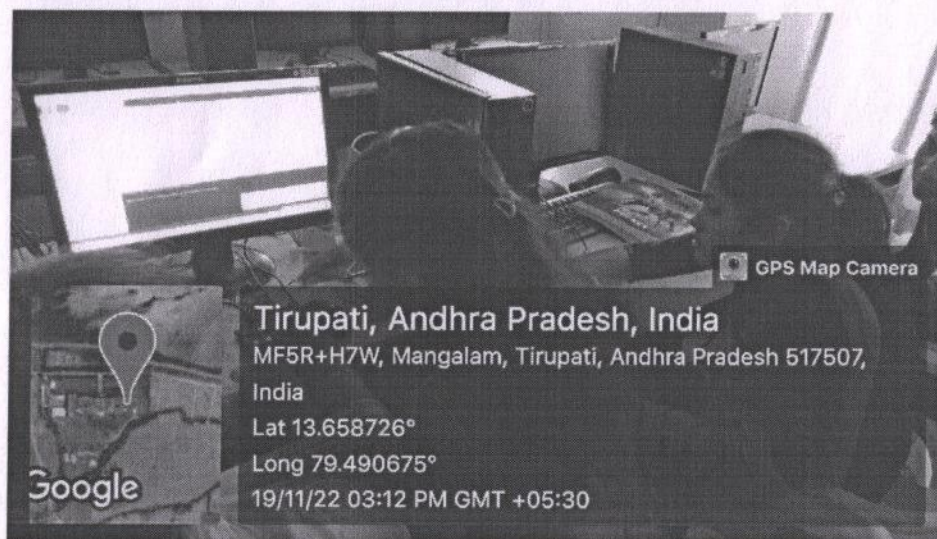 GPS Map Camera
Tirupati, Andhra Pradesh, India
MF5R+H7W, Mangalam, Tirupati, Andhra Pradesh 517507,
India
Lat 13.658726°
Long 79.490675°
19/11/22 03:12 PM GMT +05:30
Google